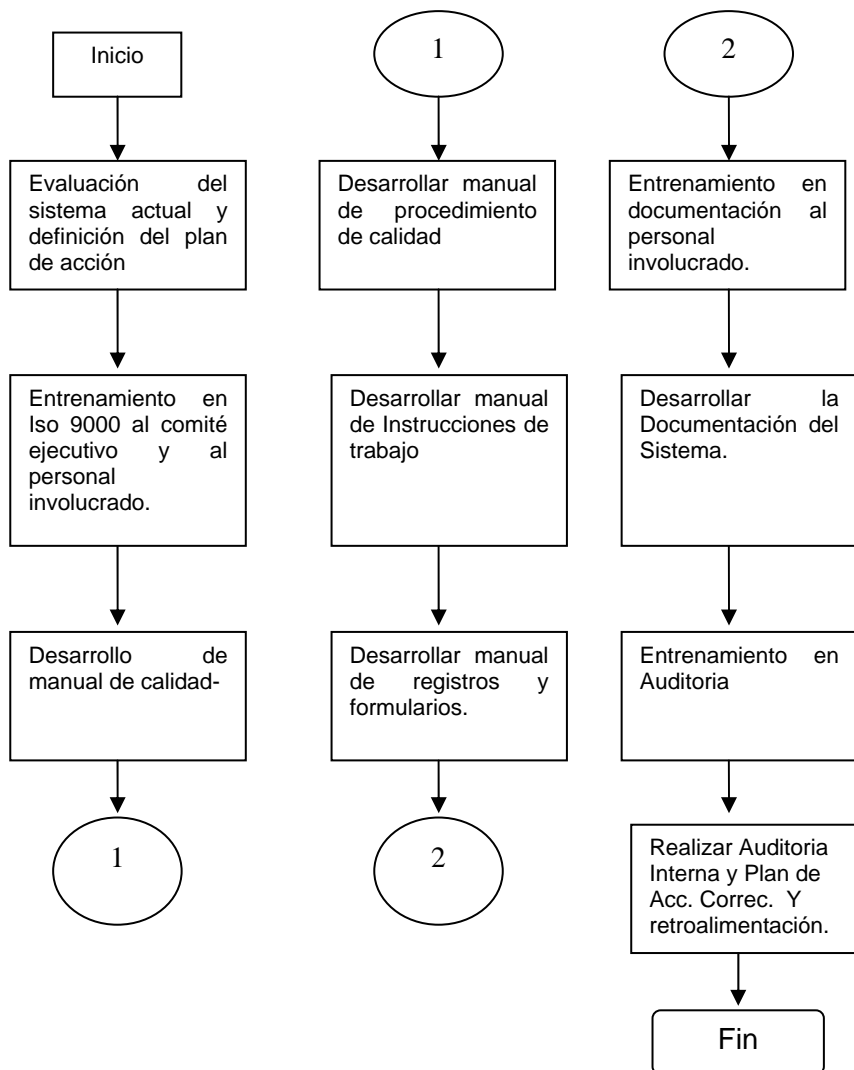 Inicio
Evaluación del
sistema actual y
definición del plan
de acción
Entrenamiento en
Iso 9000 al comité
ejecutivo y al
personal
involucrado.
Desarrollo de
manual de calidad-
1
1
Desarrollar manual
de procedimiento
de calidad
Desarrollar manual
de Instrucciones de
trabajo
Desarrollar manual
de registros y
formularios.
2
2
Entrenamiento en
documentación al
personal
involucrado.
Desarrollar la
Documentación del
Sistema.
Entrenamiento en
Auditoria
Realizar Auditoria
Interna y Plan de
Acc. Correc. Y
retroalimentación.
Fin